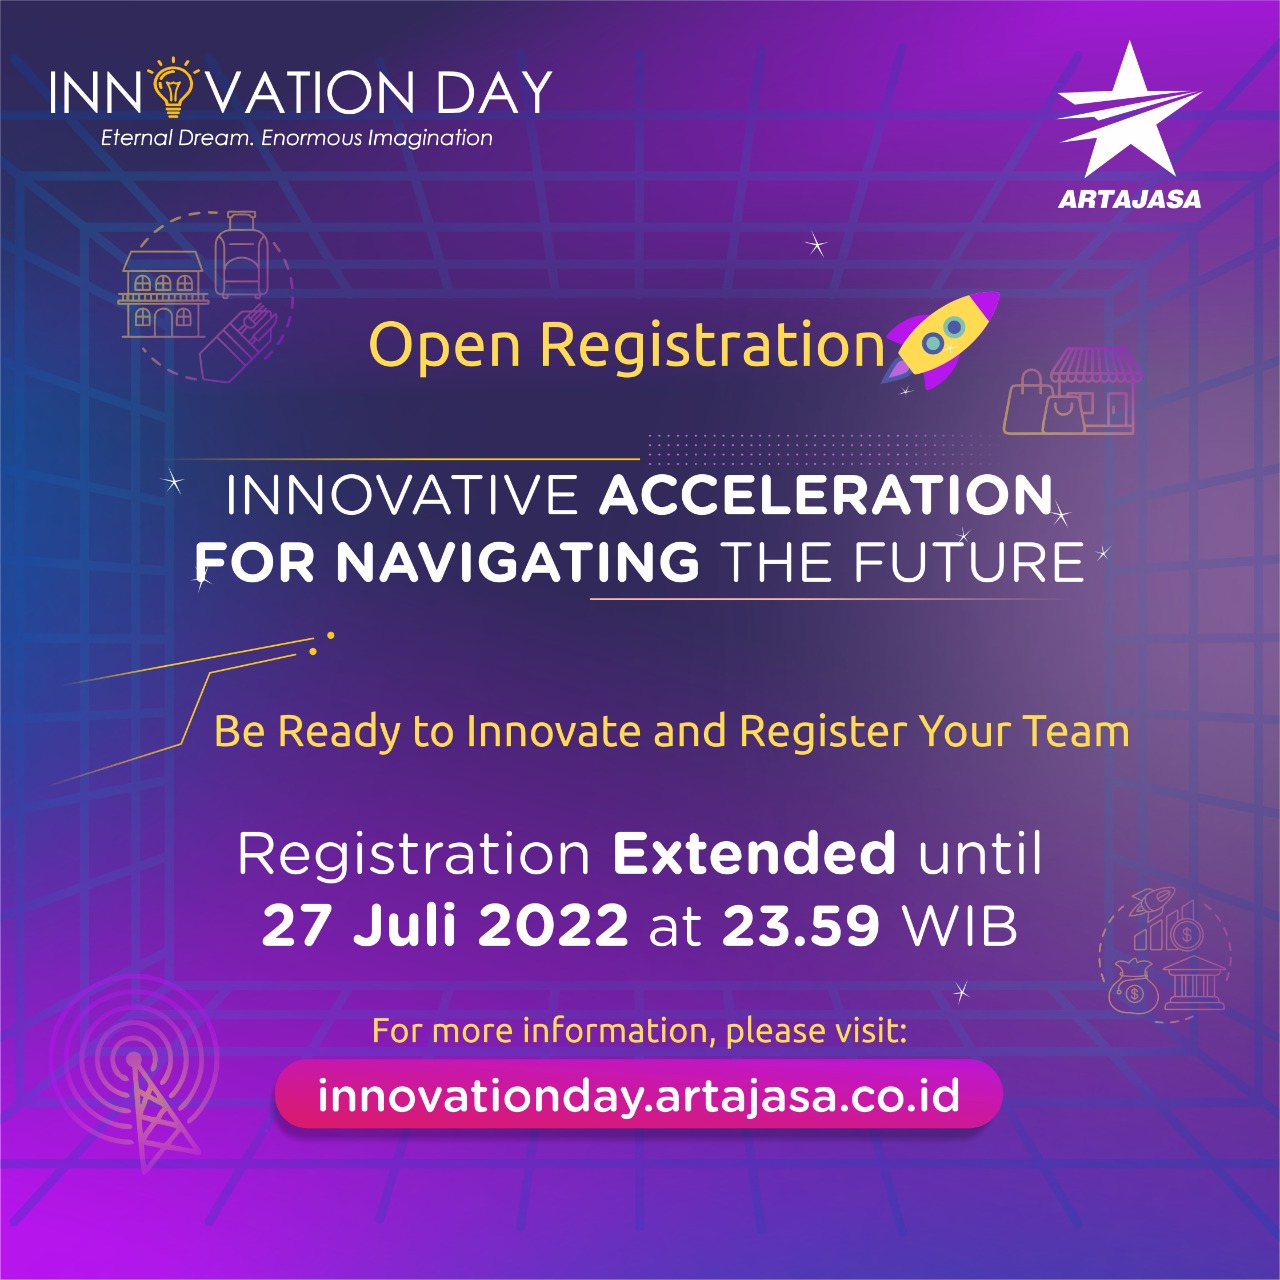 INNOVATION DAY
Eternal Dream. Enormous Imagination
ARTAJASA
Open Registration
INNOVATIVE ACCELERATION
FOR NAVIGATING THE FUTURE
Be Ready to Innovate and Register Your Team
Registration Extended until
27 Juli 2022 at 23.59 WIB
For more information, please visit:
innovationday.artajasa.co.id